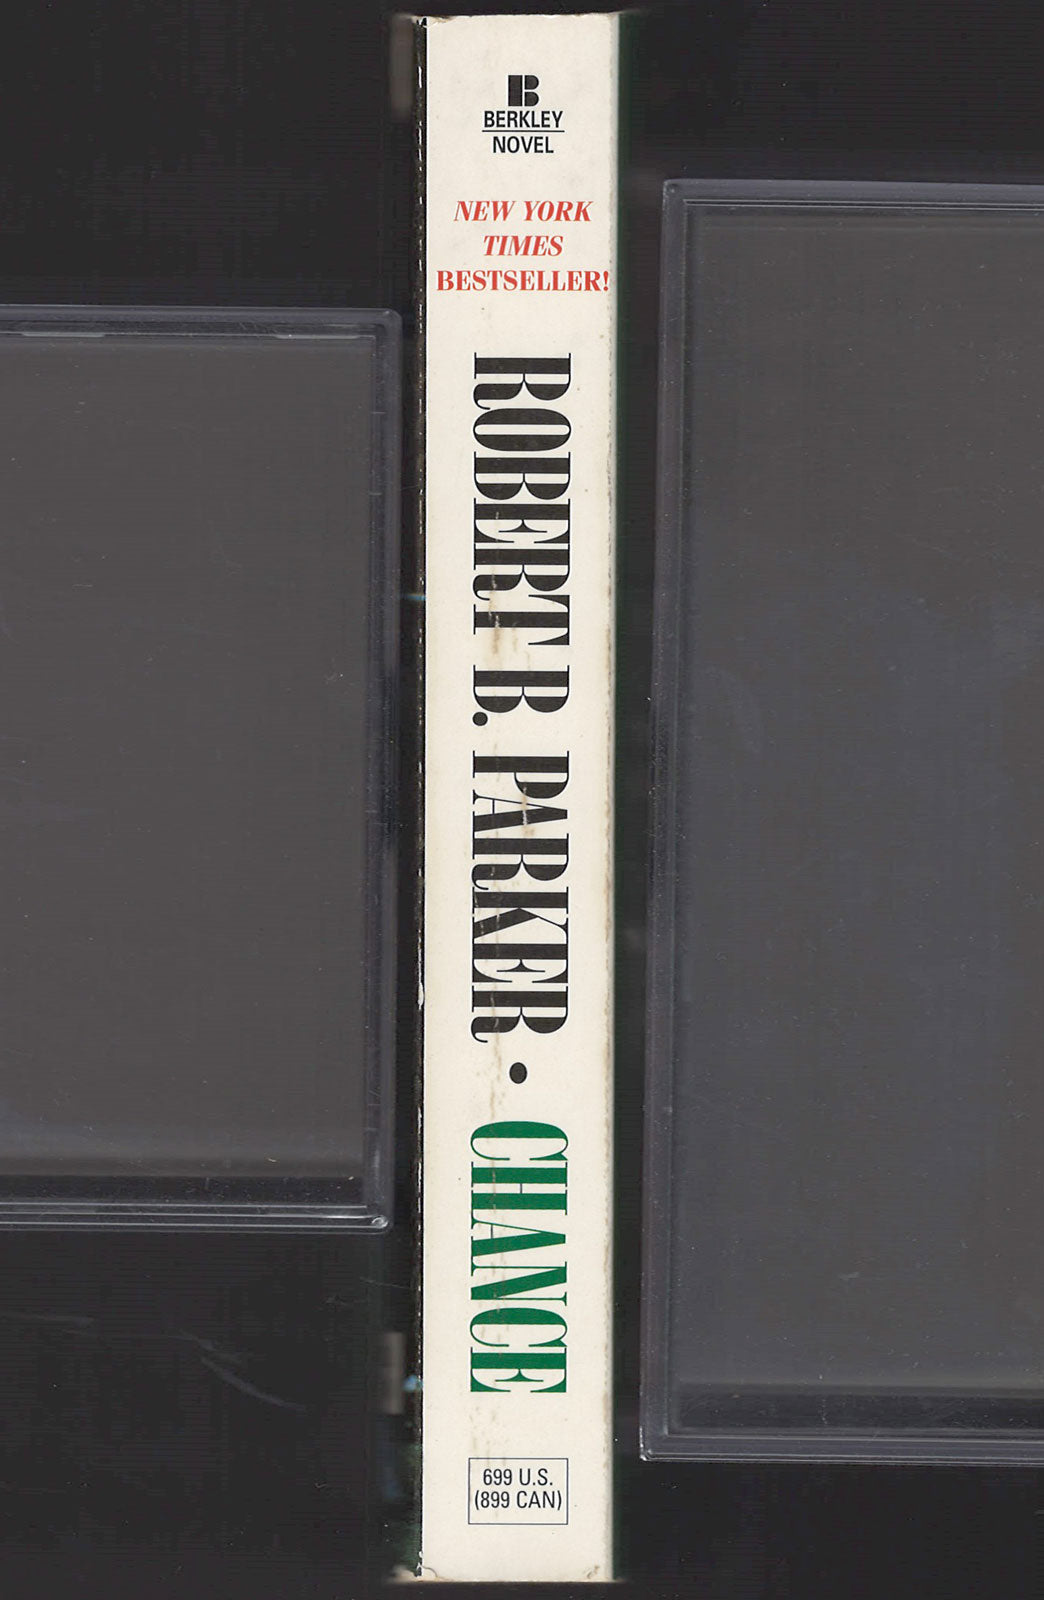 B
BERKLEY
NOVEL
NEW YORK
TIMES
BESTSELLER!
ROBERT B. PARKER • CHANCE
699 U.S.
(899 CAN)